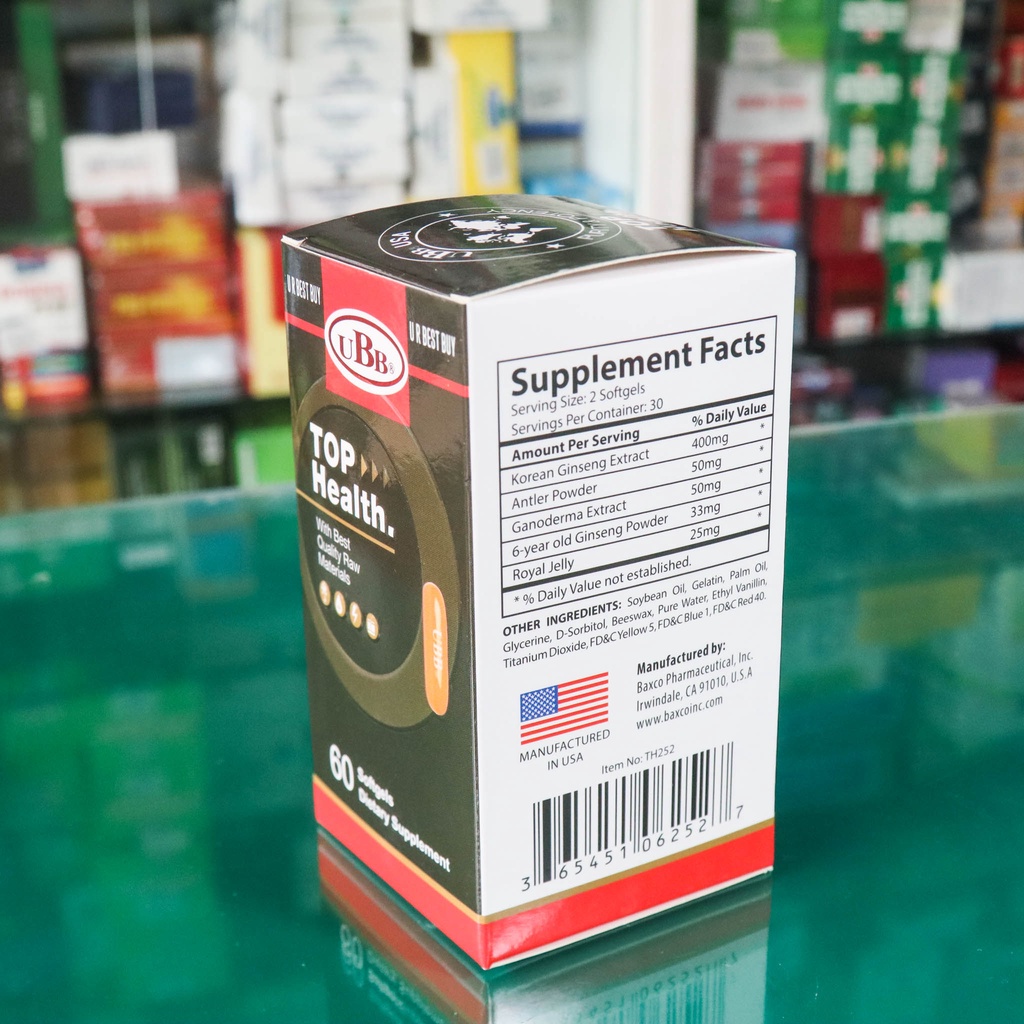 UBB USA
U R BEST BUY
U R BEST BUY
UBB®
TOP
Health.
With Best
Quality Raw
Materials
UBB
60 Softgels
Dietary Supplement
Supplement Facts
Serving Size: 2 Softgels
Servings Per Container: 30
Amount Per Serving % Daily Value
Korean Ginseng Extract 400mg *
Antler Powder 50mg *
Ganoderma Extract 50mg *
6-year old Ginseng Powder 33mg *
Royal Jelly 25mg
* % Daily Value not established.
OTHER INGREDIENTS: Soybean Oil, Gelatin, Palm Oil,
Glycerine, D-Sorbitol, Beeswax, Pure Water, Ethyl Vanillin,
Titanium Dioxide, FD&C Yellow 5, FD&C Blue 1, FD&C Red 40.
MANUFACTURED
IN USA
Manufactured by:
Baxco Pharmaceutical, Inc.
Irwindale, CA 91010, U.S.A
www.baxcoinc.com
Item No: TH252
3 65451 06252 7